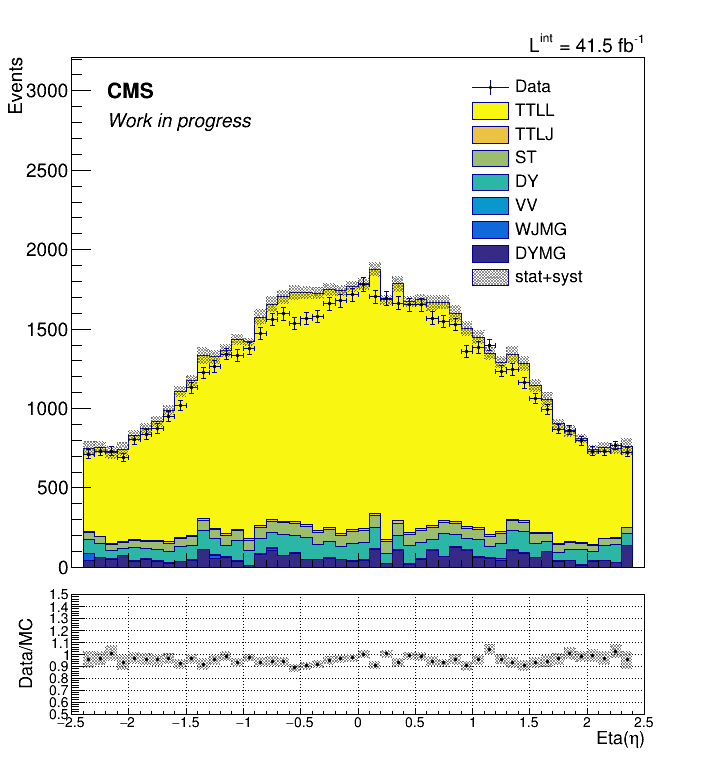 L^int = 41.5 fb^-1
Events
3000
2500
2000
1500
1000
500
0
CMS
Work in progress
Data
TTLL
TTLJ
ST
DY
VV
WJMG
DYMG
stat+syst
Data/MC
1.5
1.4
1.3
1.2
1.1
1
0.9
0.8
0.7
0.6
0.5
−2.5 −2 −1.5 −1 −0.5 0 0.5 1 1.5 2 2.5
Eta(η)